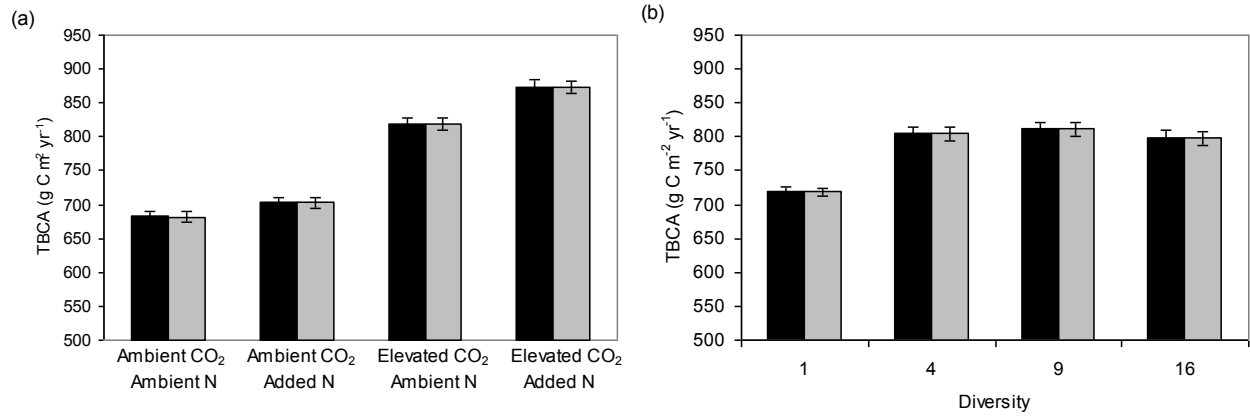 (a)
TBCA (g C m² yr⁻¹)
950
900
850
800
750
700
650
600
550
500
Ambient CO₂ Ambient CO₂ Elevated CO₂ Elevated CO₂
Ambient N Added N Ambient N Added N
(b)
TBCA (g C m⁻² yr⁻¹)
950
900
850
800
750
700
650
600
550
500
1 4 9 16
Diversity